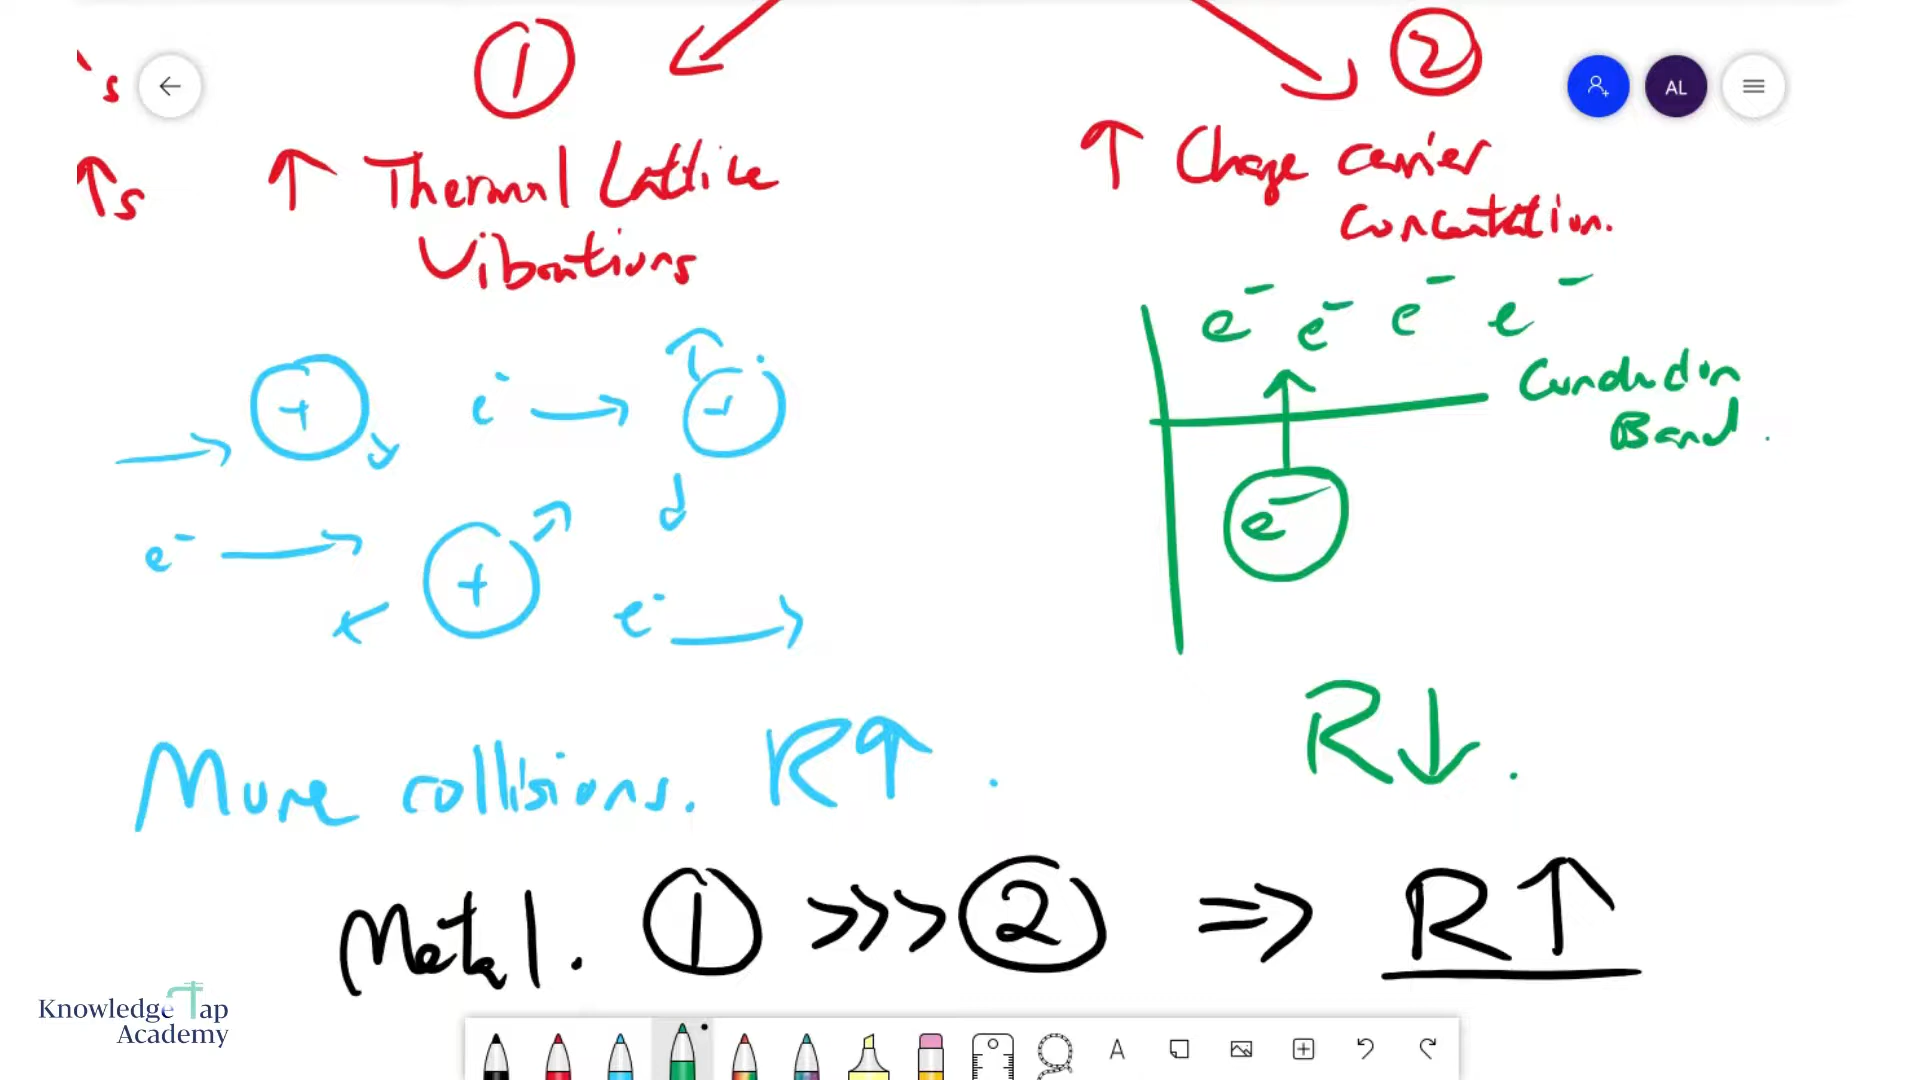 's
①
②
AL
↑s
↑ Thermal Lattice
Vibrations
↑ Charge carrier
Concentration.
e⁻ e⁻ e⁻ e⁻
Conduction
Band.
+
e⁻ →
+
e⁻ →
+
e⁻ →
e⁻
More collisions. R↑.
R↓.
Metal. ① >>> ② ⇒ R↑
Knowledge Tap
Academy
A